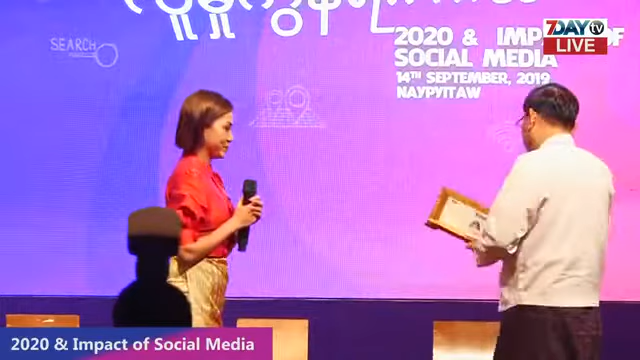 2020 & IMP OF
SOCIAL MEDIA
14TH SEPTEMBER, 2019
NAYPYITAW
SEARCH
7DAY TV
LIVE
2020 & Impact of Social Media